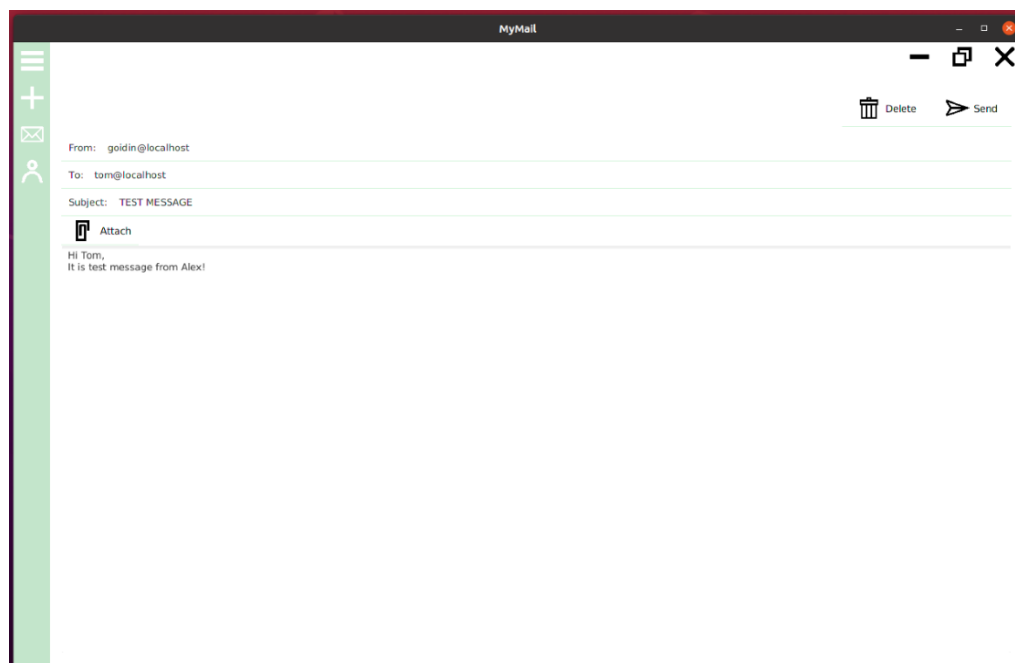 MyMail
Delete Send
From: goidin@localhost
To: tom@localhost
Subject: TEST MESSAGE
Attach
Hi Tom,
It is test message from Alex!